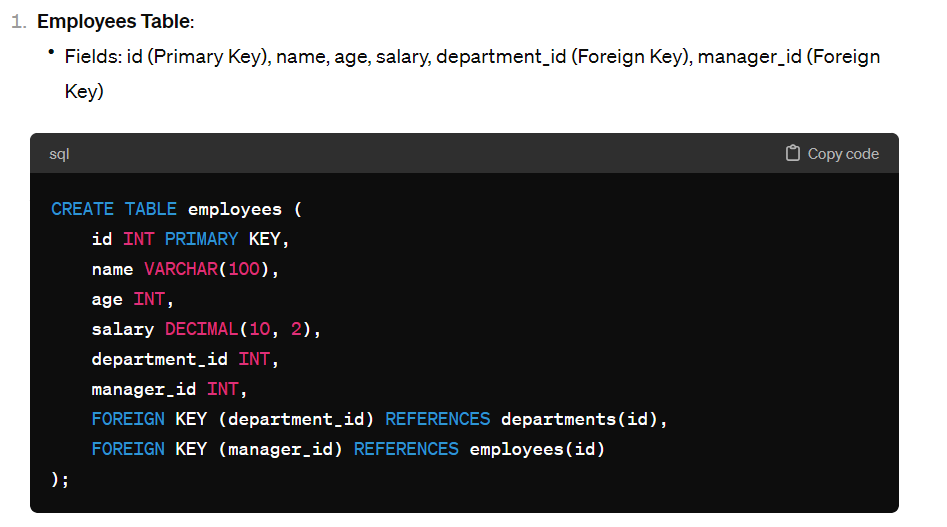 1. Employees Table:
• Fields: id (Primary Key), name, age, salary, department_id (Foreign Key), manager_id (Foreign
Key)
sql Copy code
CREATE TABLE employees (
    id INT PRIMARY KEY,
    name VARCHAR(100),
    age INT,
    salary DECIMAL(10, 2),
    department_id INT,
    manager_id INT,
    FOREIGN KEY (department_id) REFERENCES departments(id),
    FOREIGN KEY (manager_id) REFERENCES employees(id)
);